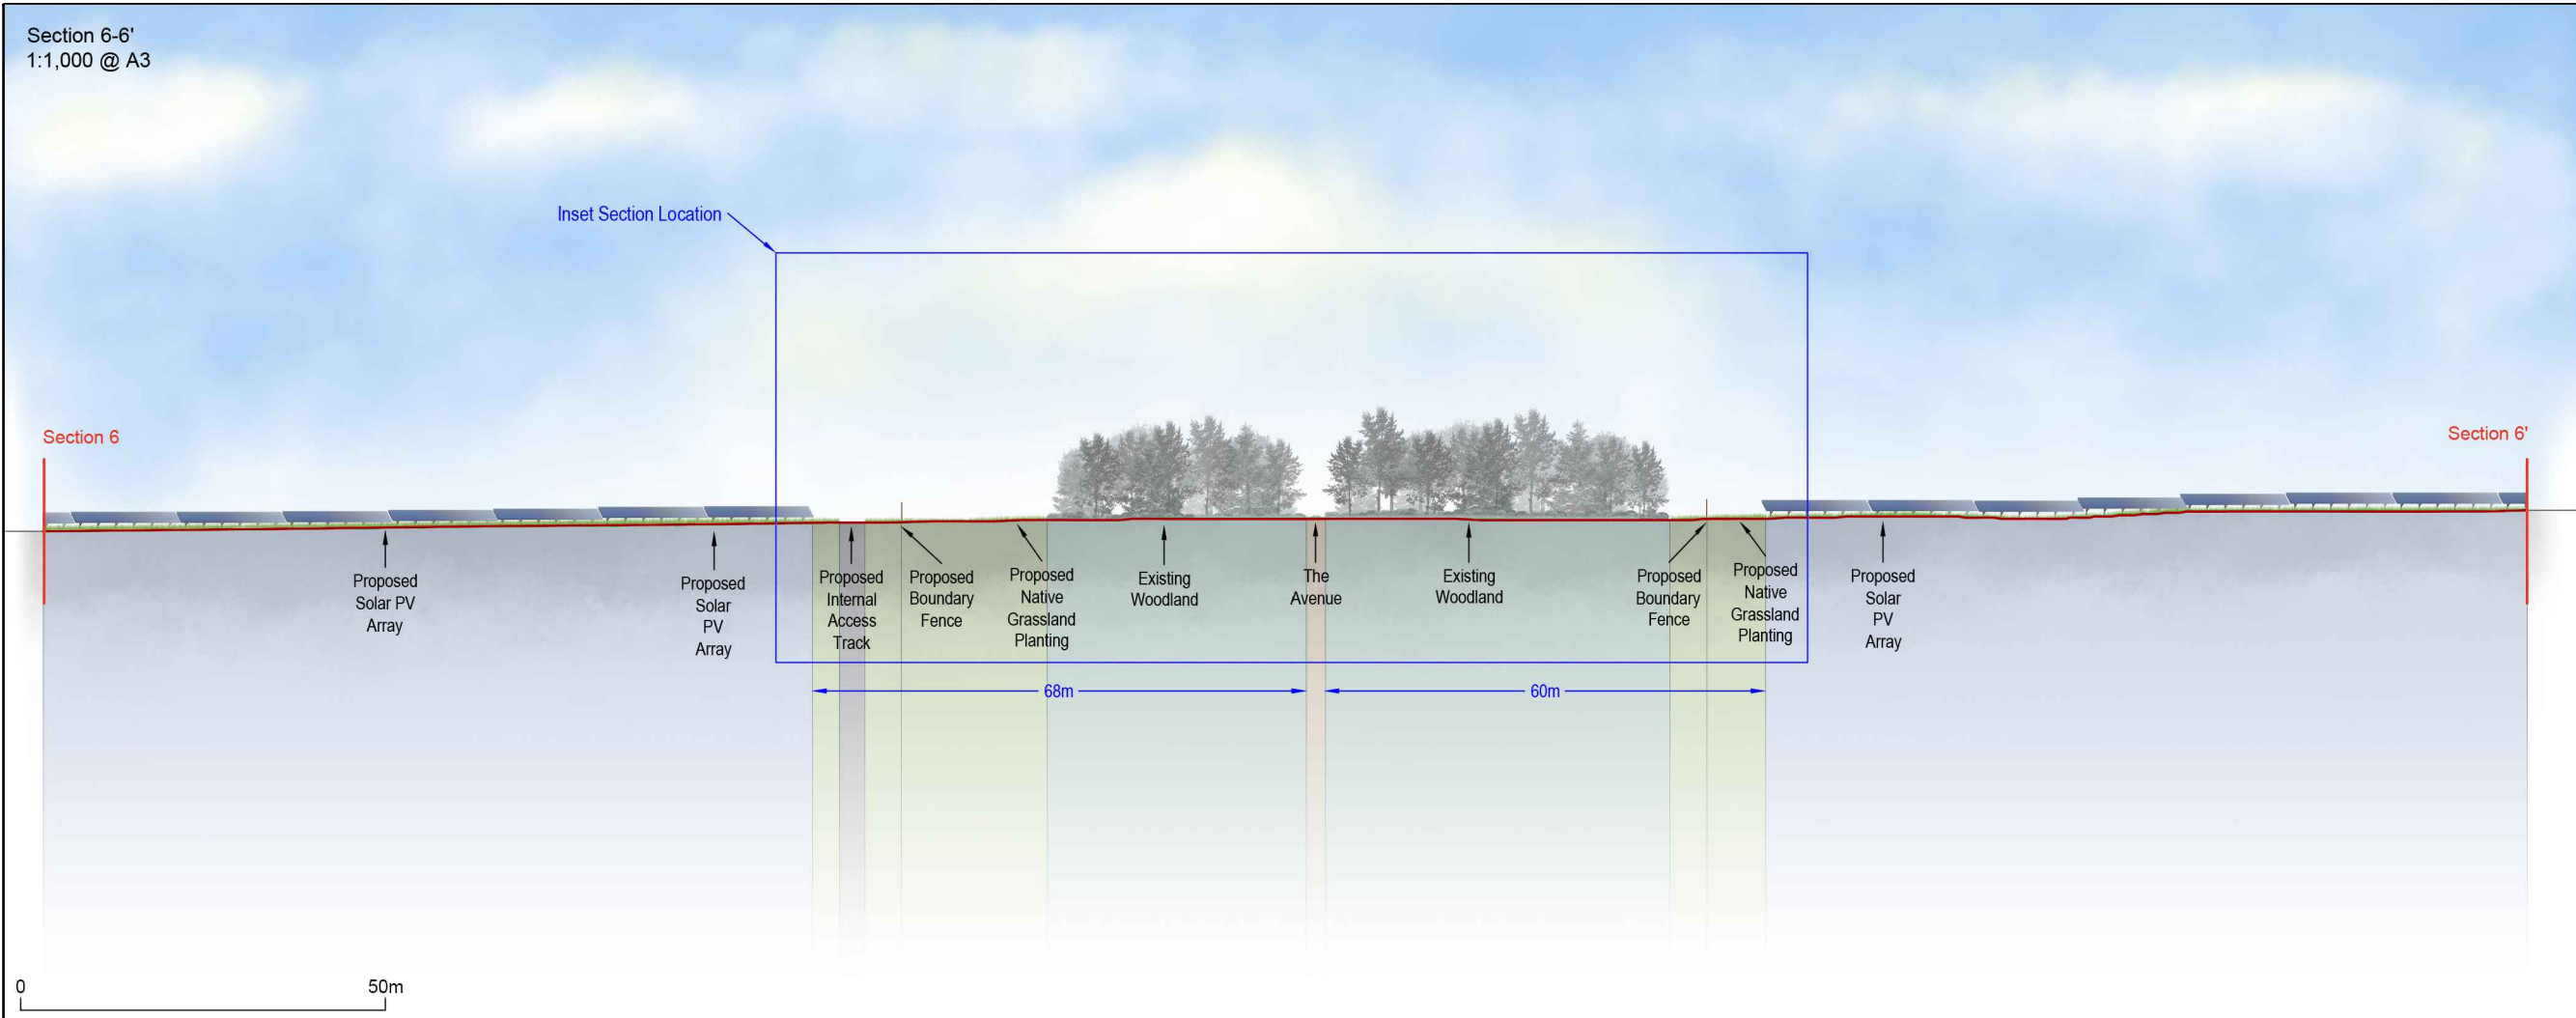 Section 6-6'
1:1,000 @ A3
Inset Section Location
Section 6
Section 6'
Proposed
Solar PV
Array
Proposed
Solar
PV
Array
Proposed
Internal
Access
Track
Proposed
Boundary
Fence
Proposed
Native
Grassland
Planting
Existing
Woodland
The
Avenue
Existing
Woodland
Proposed
Boundary
Fence
Proposed
Native
Grassland
Planting
Proposed
Solar
PV
Array
68m
60m
0
50m